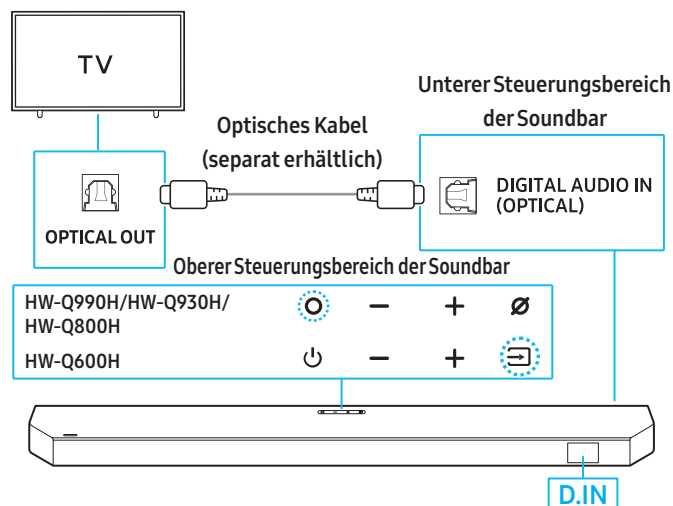 TV
Unterer Steuerungsbereich
der Soundbar
Optisches Kabel
(separat erhältlich)
OPTICAL OUT
DIGITAL AUDIO IN
(OPTICAL)
Oberer Steuerungsbereich der Soundbar
HW-Q990H/HW-Q930H/
HW-Q800H
HW-Q600H
D.IN